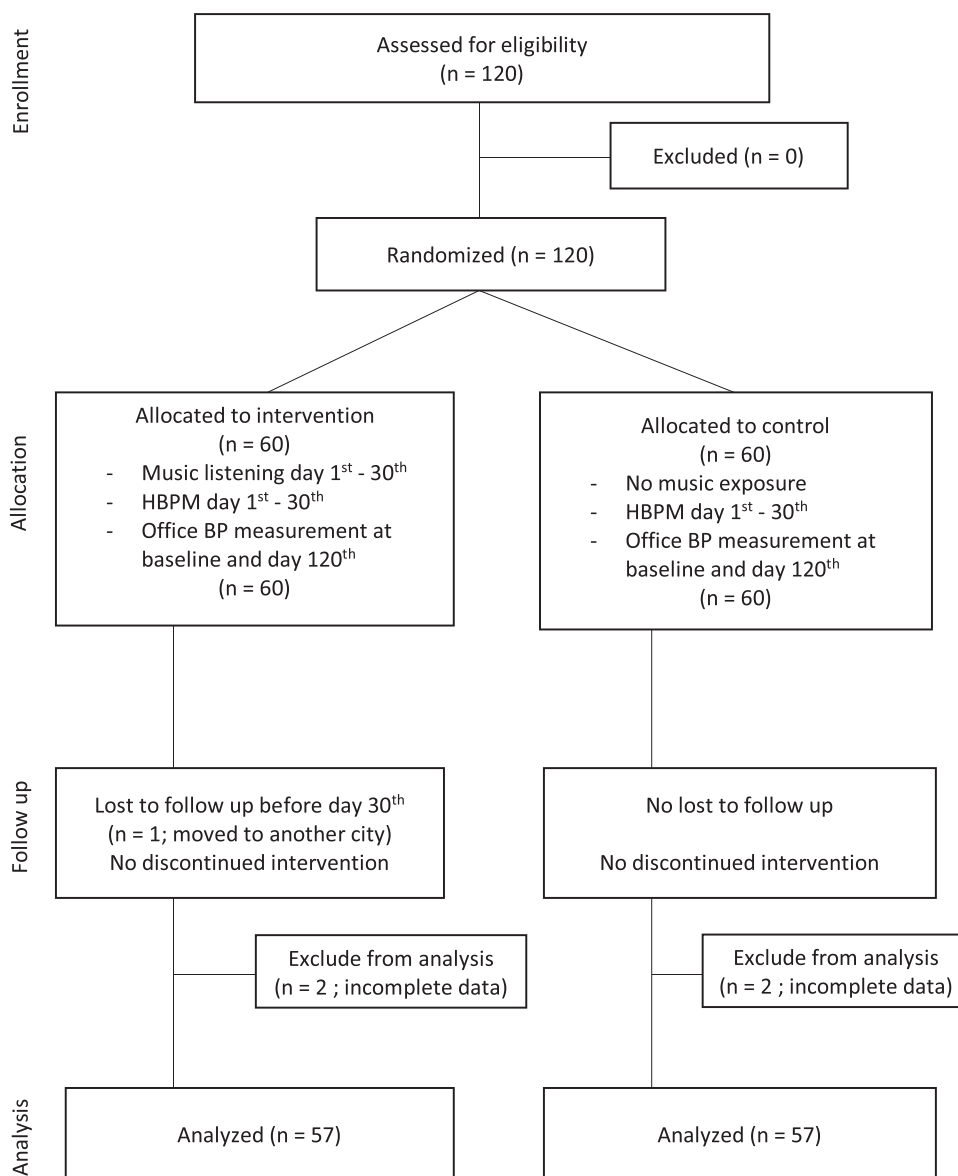 Enrollment
Assessed for eligibility
(n = 120)
Excluded (n = 0)
Randomized (n = 120)
Allocation
Allocated to intervention
(n = 60)
- Music listening day 1st - 30th
- HBPM day 1st - 30th
- Office BP measurement at
baseline and day 120th
(n = 60)
Allocated to control
(n = 60)
- No music exposure
- HBPM day 1st - 30th
- Office BP measurement at
baseline and day 120th
(n = 60)
Follow up
Lost to follow up before day 30th
(n = 1; moved to another city)
No discontinued intervention
No lost to follow up
No discontinued intervention
Exclude from analysis
(n = 2 ; incomplete data)
Exclude from analysis
(n = 2 ; incomplete data)
Analysis
Analyzed (n = 57)
Analyzed (n = 57)